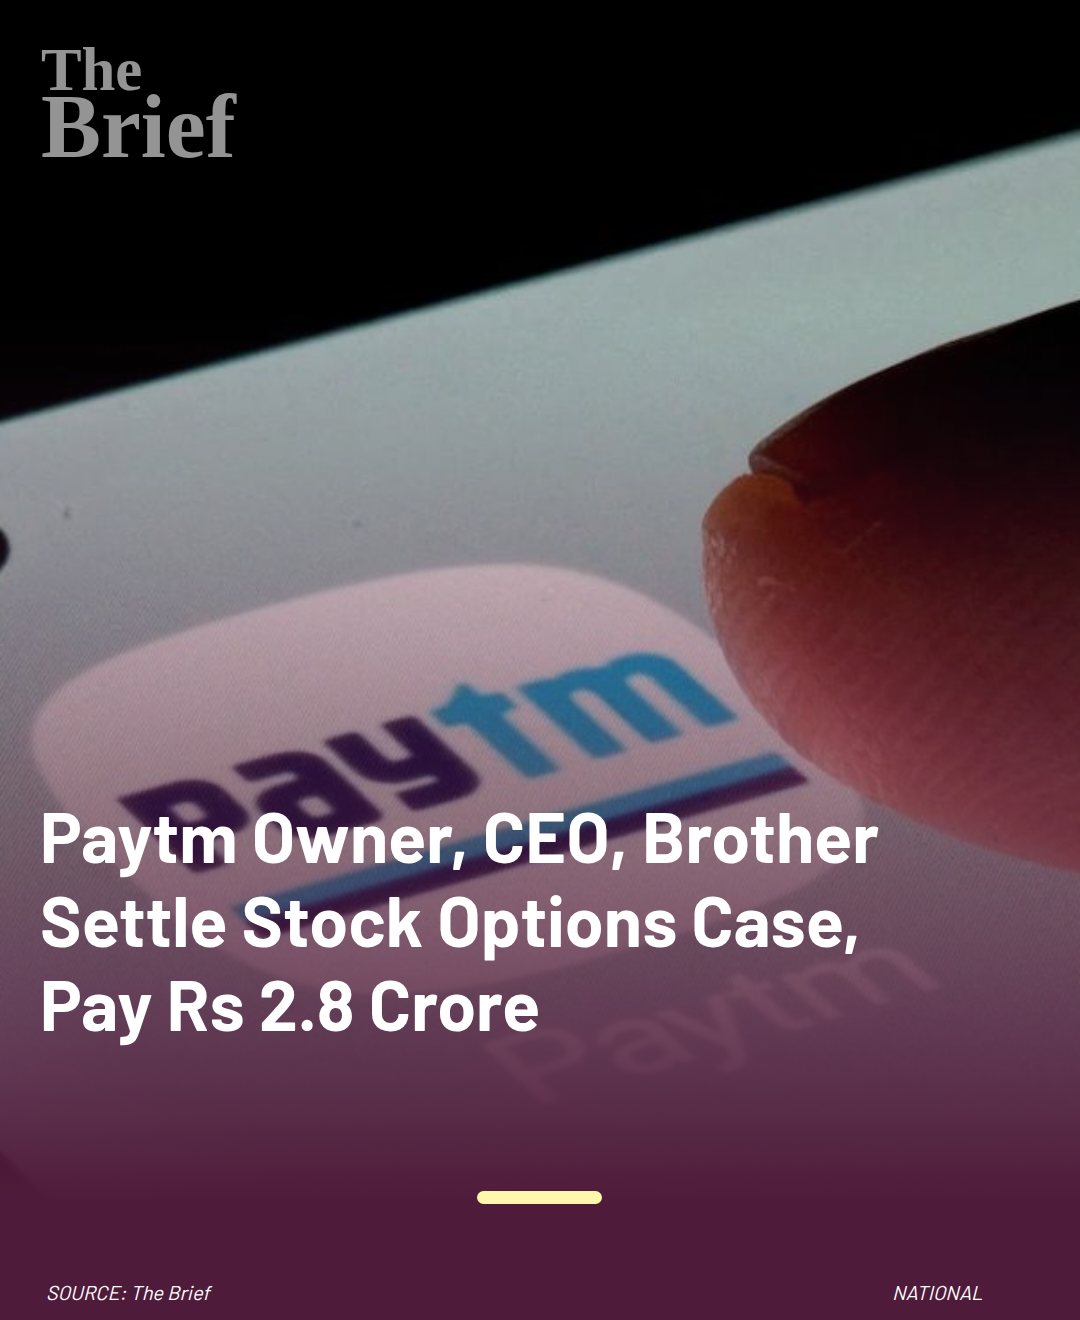 The
Brief
paytm
Paytm Owner, CEO, Brother
Settle Stock Options Case,
Pay Rs 2.8 Crore
Paytm
SOURCE: The Brief
NATIONAL